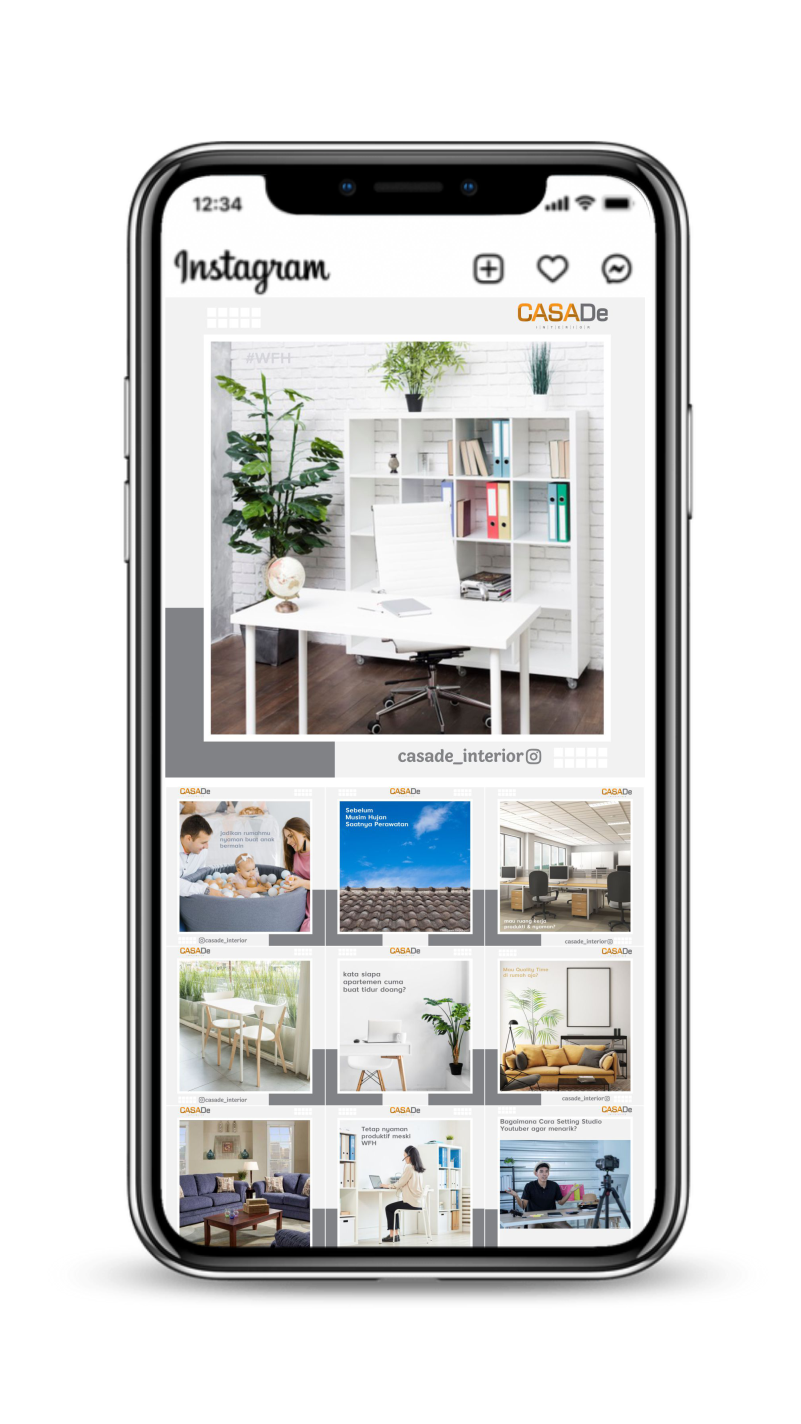 12:34
Instagram
CASADe
INTERIOR
#WFH
casade_interior
CASADe
CASADe
CASADe
jadikan rumahmu
nyaman buat anak
bermain
Sebelum
Musim Hujan
Saatnya Perawatan
mau ruang kerja
produkti & nyaman?
casade_interior
casade_interior
CASADe
CASADe
CASADe
kata siapa
apartemen cuma
buat tidur doang?
Mau Quality Time
di rumah aja?
casade_interior
casade_interior
CASADe
CASADe
CASADe
Tetap nyaman
produktif meski
WFH
Bagaimana Cara Setting Studio
Youtuber agar menarik?